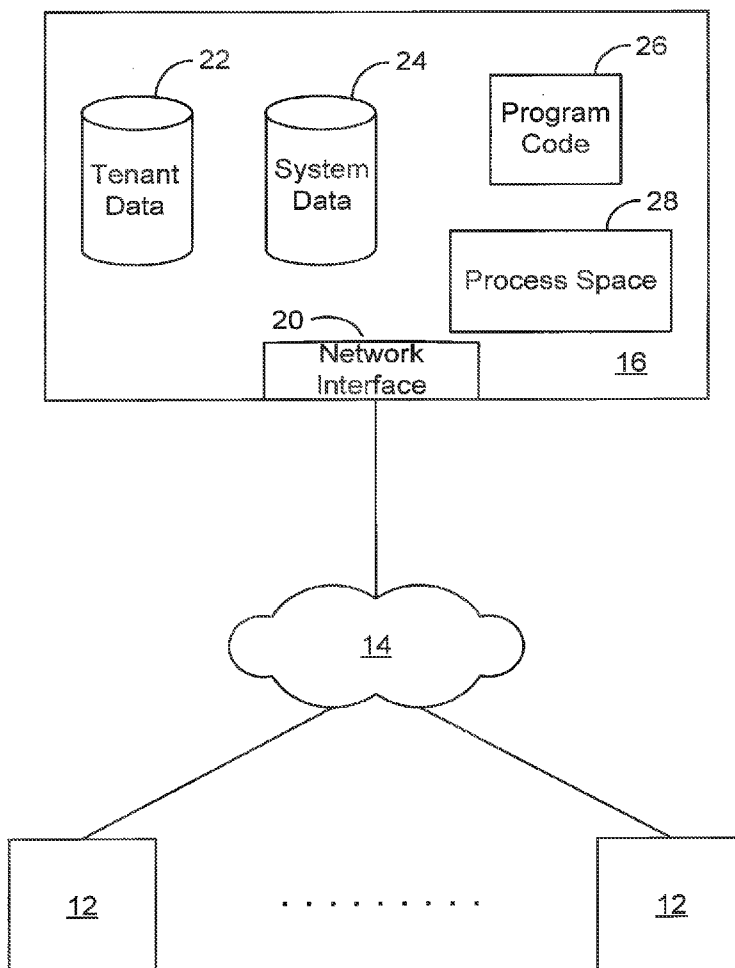 22
24
26
Tenant
Data
System
Data
Program
Code
28
Process Space
20
Network
Interface
16
14
12
12